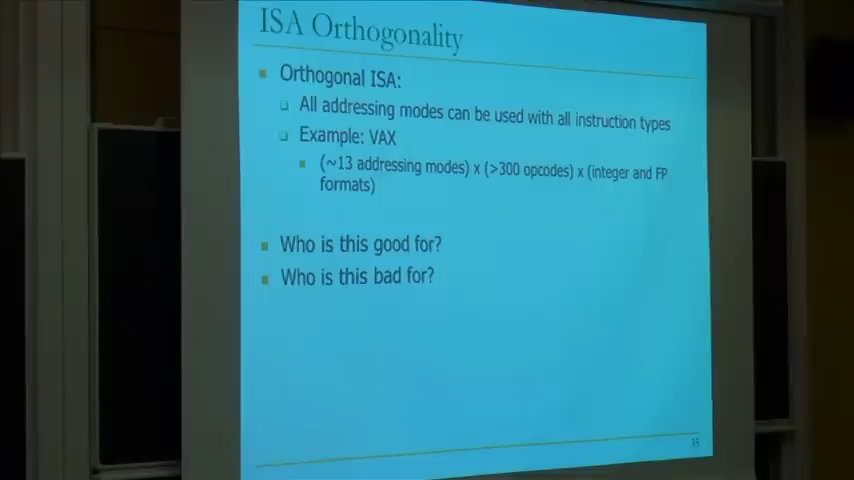 ISA Orthogonality
Orthogonal ISA:
All addressing modes can be used with all instruction types
Example: VAX
(~13 addressing modes) x (>300 opcodes) x (integer and FP
formats)
Who is this good for?
Who is this bad for?